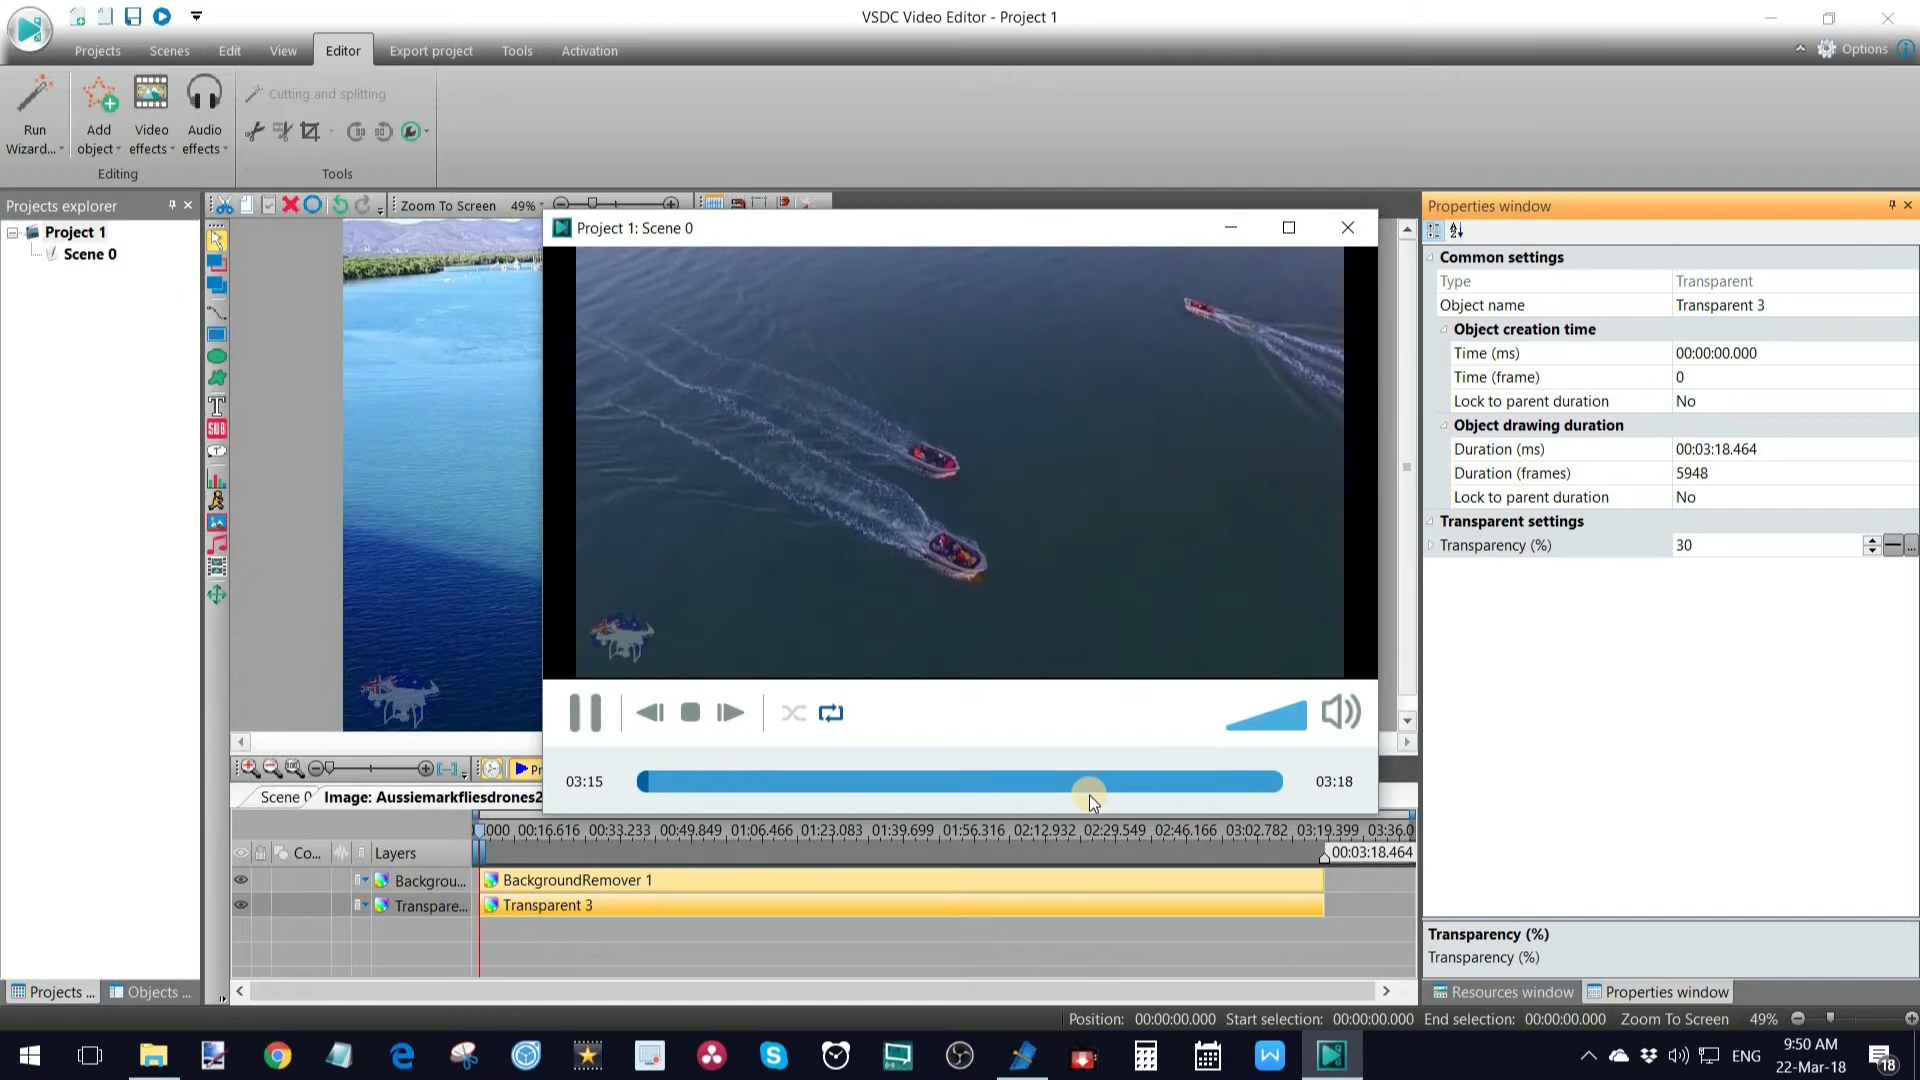 VSDC Video Editor - Project 1
Projects
Scenes
Edit
View
Editor
Export project
Tools
Activation
Options
Run
Wizard...
Add
object
Video
effects
Audio
effects
Cutting and splitting
Editing
Tools
Projects explorer
Project 1
Scene 0
Zoom To Screen
49%
Project 1: Scene 0
SUB
T
03:15
03:18
Scene 0
Image: Aussiemarkfliesdrones2
000 00:16.616 00:33.233 00:49.849 01:06.466 01:23.083 01:39.699 01:56.316 02:12.932 02:29.549 02:46.166 03:02.782 03:19.399 03:36.0
00:03:18.464
Co...
Layers
Backgrou...
BackgroundRemover 1
Transpare...
Transparent 3
Projects ...
Objects ...
Properties window
Common settings
Type
Transparent
Object name
Transparent 3
Object creation time
Time (ms)
00:00:00.000
Time (frame)
0
Lock to parent duration
No
Object drawing duration
Duration (ms)
00:03:18.464
Duration (frames)
5948
Lock to parent duration
No
Transparent settings
Transparency (%)
30
Transparency (%)
Transparency (%)
Resources window
Properties window
Position: 00:00:00.000 Start selection: 00:00:00.000 End selection: 00:00:00.000 Zoom To Screen 49%
ENG
9:50 AM
22-Mar-18
18